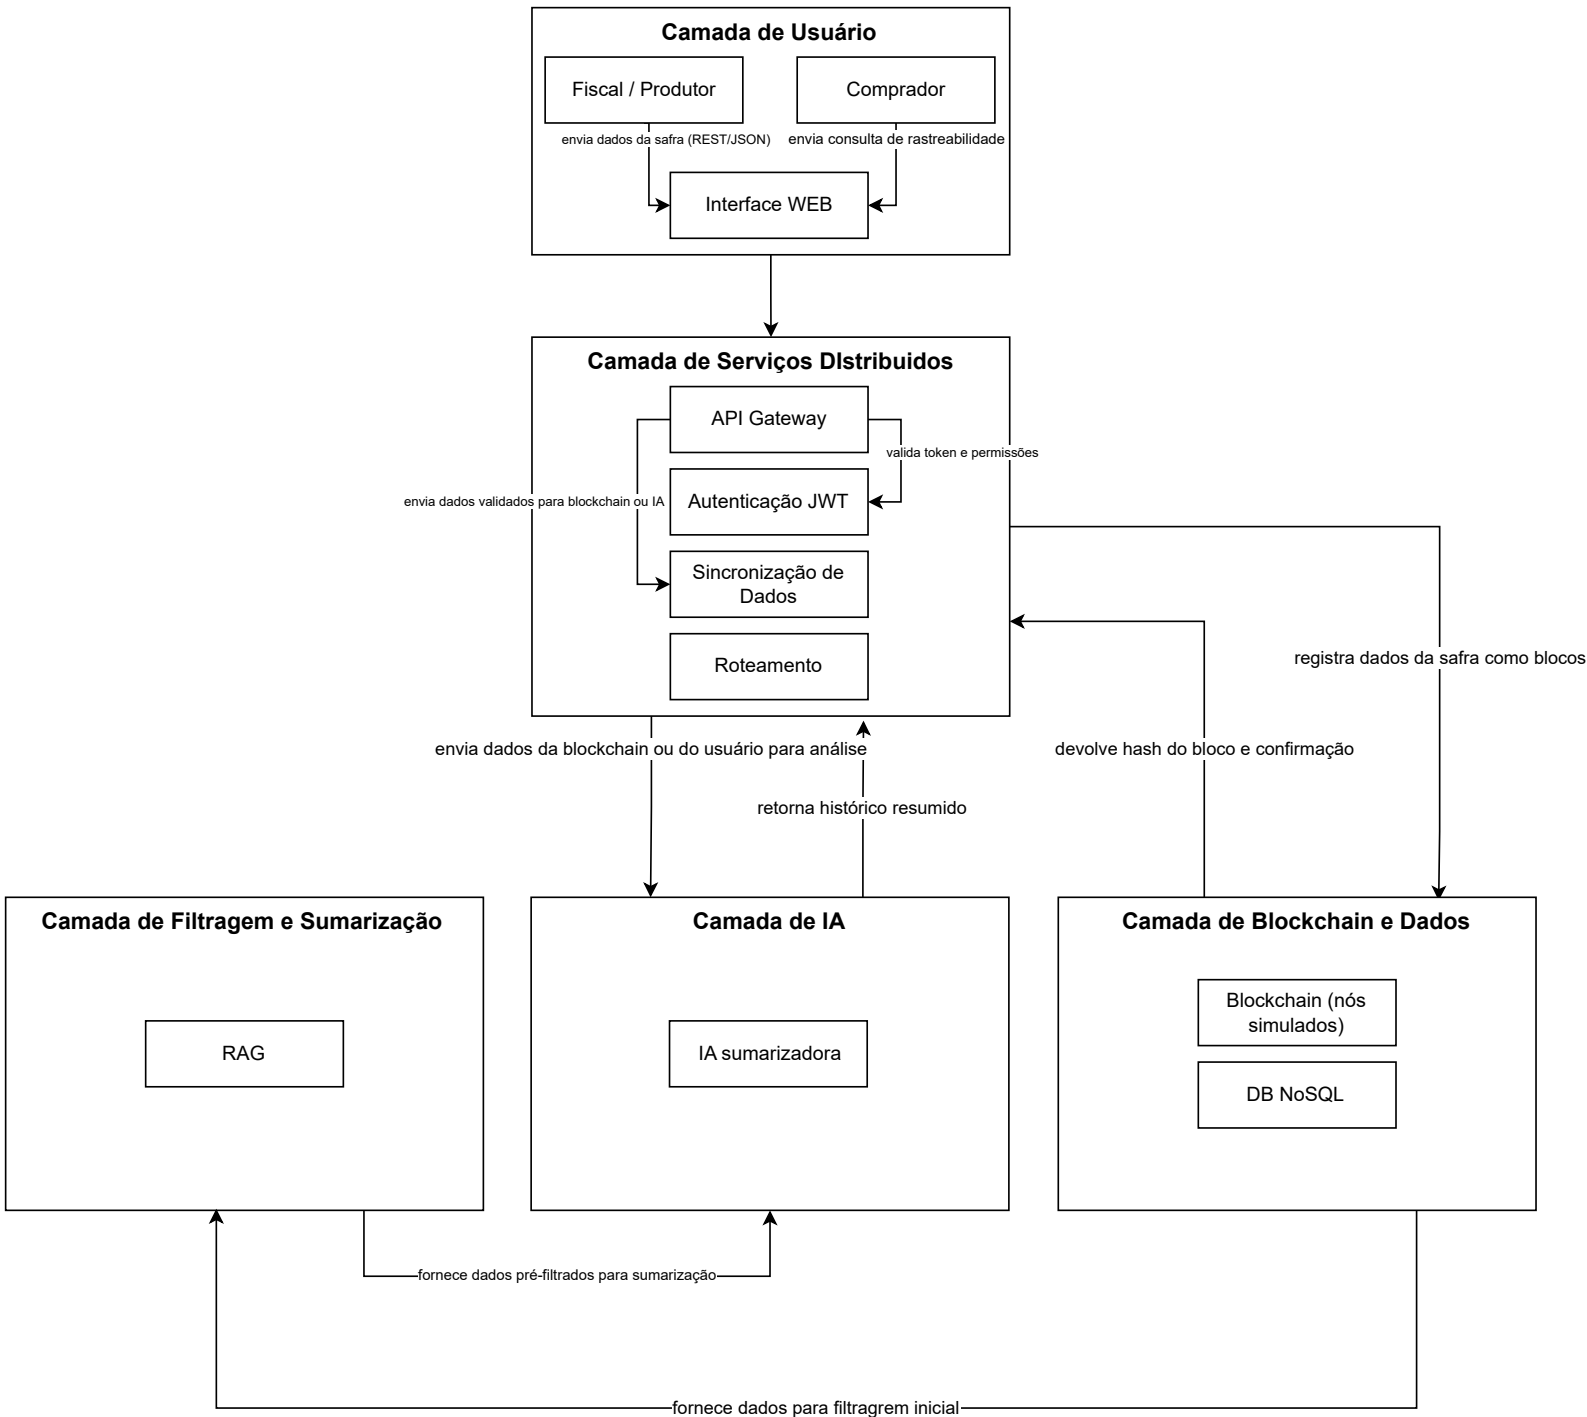 Camada de Usuário
Fiscal / Produtor
Comprador
envia dados da safra (REST/JSON)
envia consulta de rastreabilidade
Interface WEB
Camada de Serviços DIstribuidos
API Gateway
valida token e permissões
envia dados validados para blockchain ou IA
Autenticação JWT
Sincronização de
Dados
Roteamento
registra dados da safra como blocos
envia dados da blockchain ou do usuário para análise
devolve hash do bloco e confirmação
retorna histórico resumido
Camada de Filtragem e Sumarização
Camada de IA
Camada de Blockchain e Dados
RAG
IA sumarizadora
Blockchain (nós
simulados)
DB NoSQL
fornece dados pré-filtrados para sumarização
fornece dados para filtragrem inicial